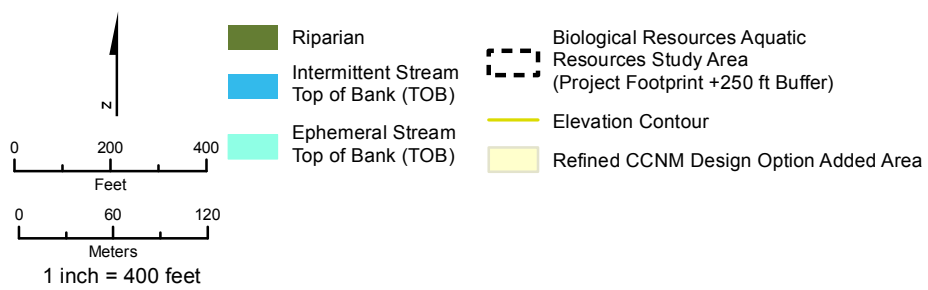 N
0 200 400
Feet
0 60 120
Meters
1 inch = 400 feet
Riparian
Intermittent Stream
Top of Bank (TOB)
Ephemeral Stream
Top of Bank (TOB)
Biological Resources Aquatic
Resources Study Area
(Project Footprint +250 ft Buffer)
Elevation Contour
Refined CCNM Design Option Added Area